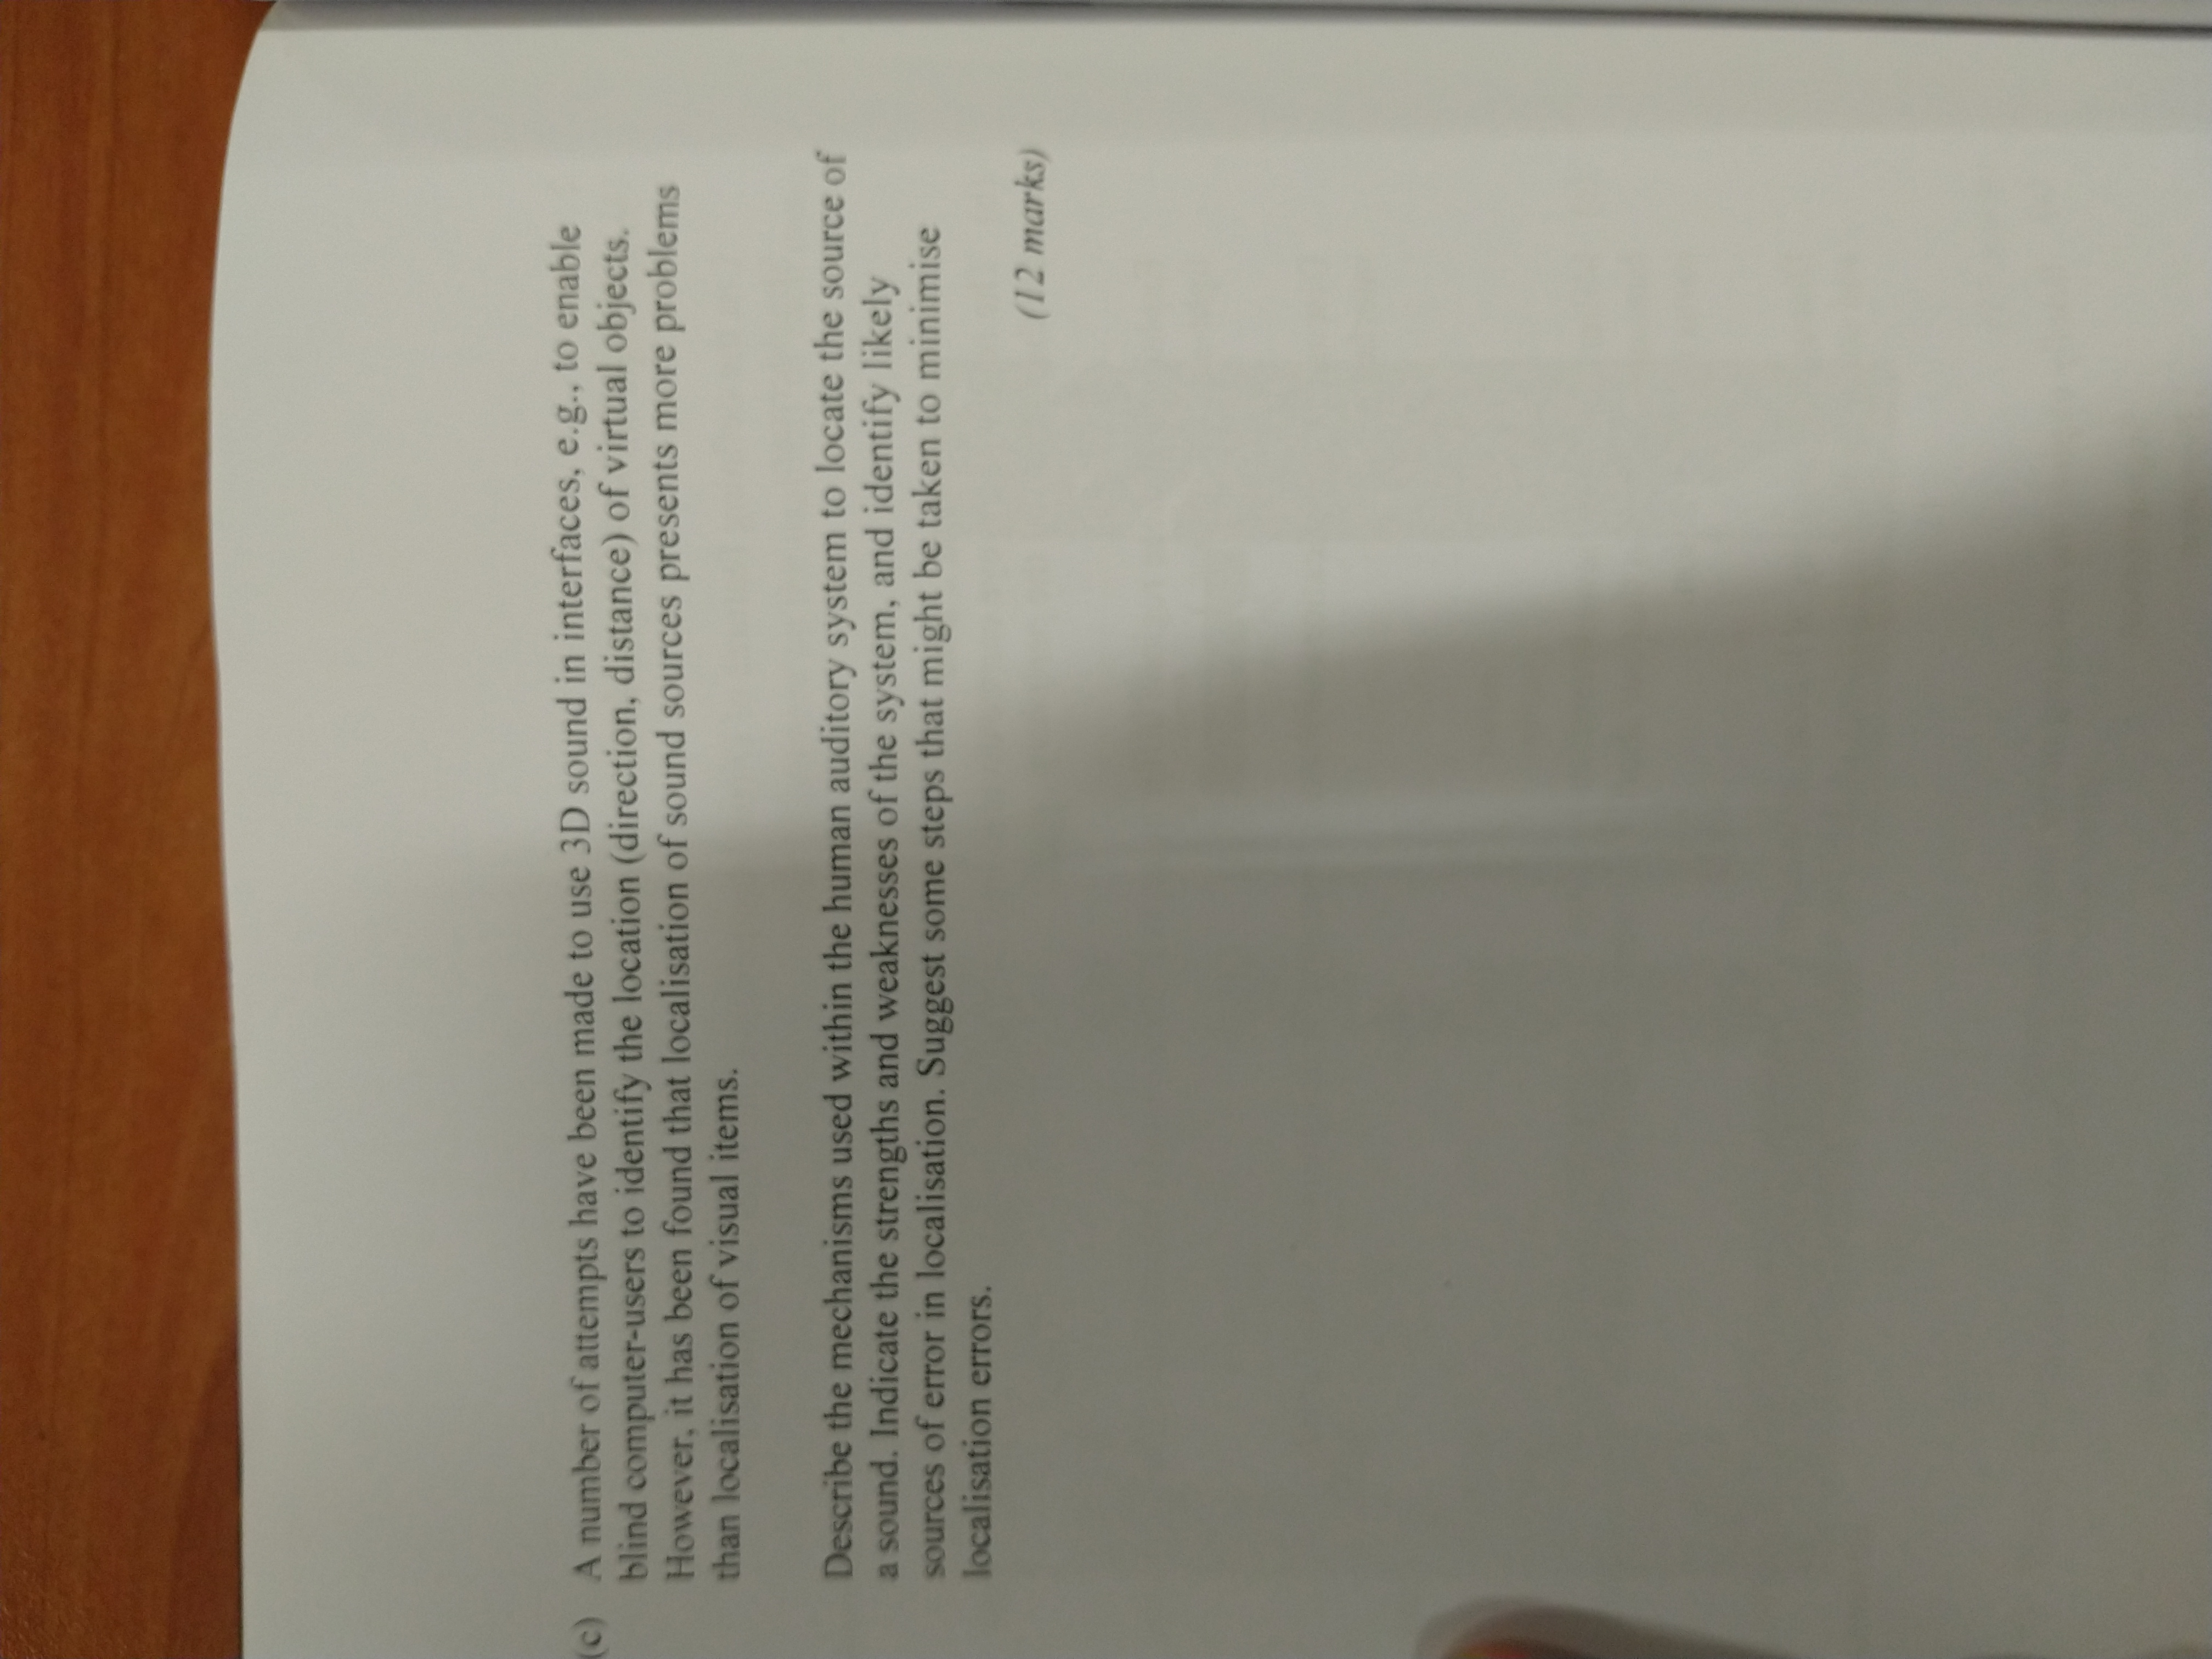 (c) A number of attempts have been made to use 3D sound in interfaces, e.g., to enable
blind computer-users to identify the location (direction, distance) of virtual objects.
However, it has been found that localisation of sound sources presents more problems
than localisation of visual items.
Describe the mechanisms used within the human auditory system to locate the source of
a sound. Indicate the strengths and weaknesses of the system, and identify likely
sources of error in localisation. Suggest some steps that might be taken to minimise
localisation errors.
(12 marks)